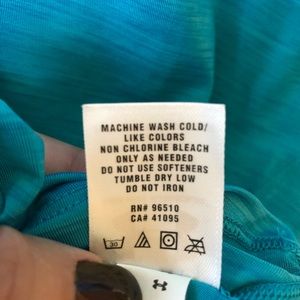 MACHINE WASH COLD/
LIKE COLORS
NON CHLORINE BLEACH
ONLY AS NEEDED
DO NOT USE SOFTENERS
TUMBLE DRY LOW
DO NOT IRON
RN# 96510
CA# 41095
30